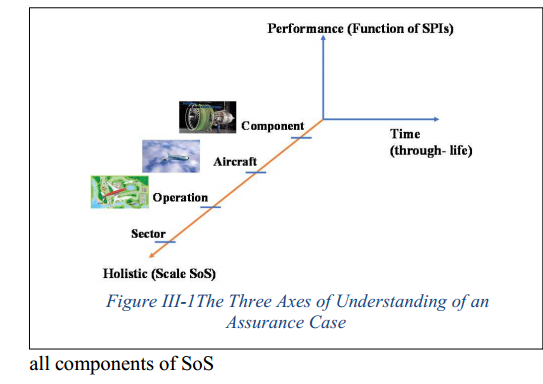 Performance (Function of SPIs)
Component
Time
(through- life)
Aircraft
Operation
Sector
Holistic (Scale SoS)
Figure III-1The Three Axes of Understanding of an
Assurance Case
all components of SoS